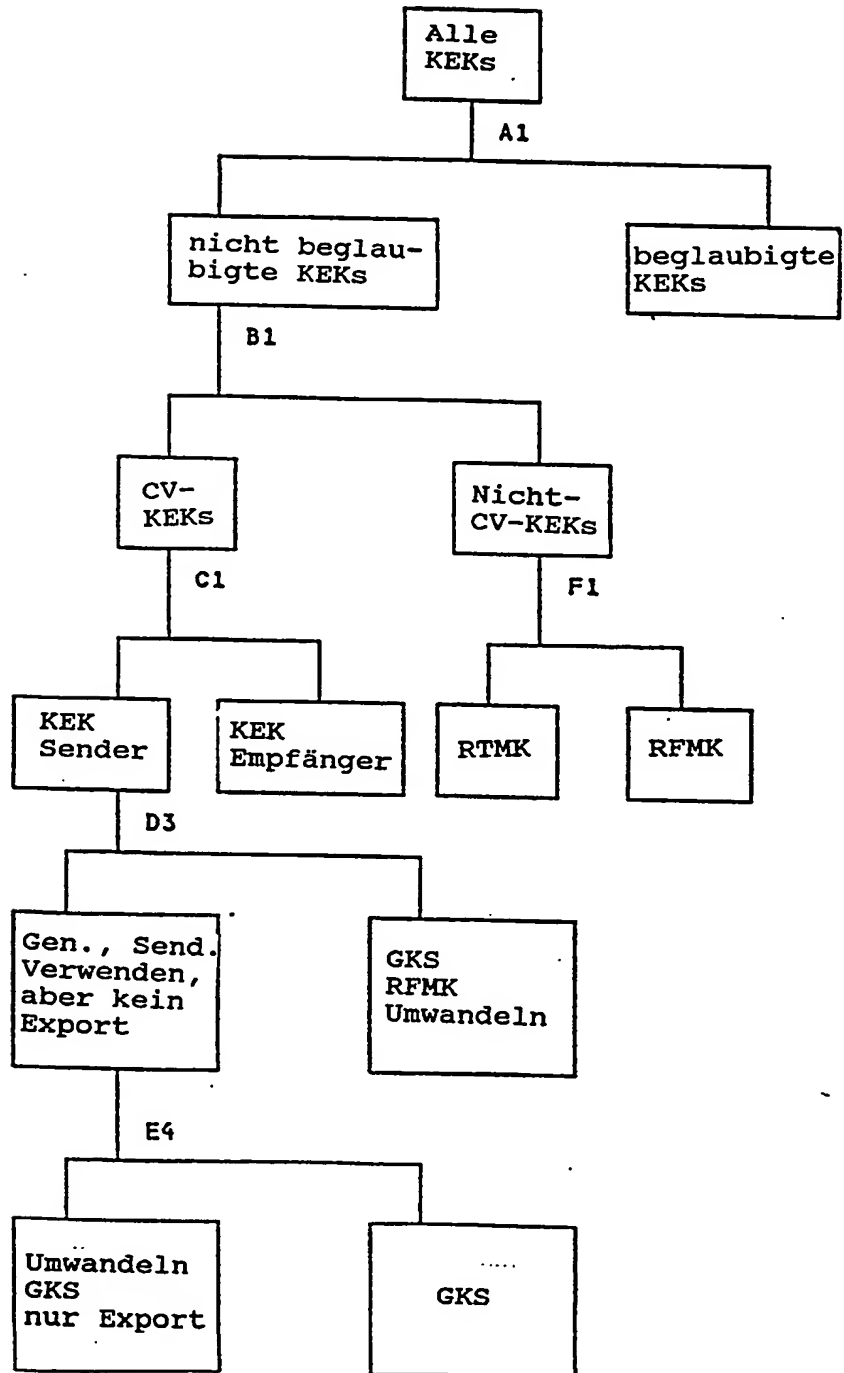 Alle
KEKs
A1
nicht beglau-
bigte KEKs
beglaubigte
KEKs
B1
CV-
KEKs
Nicht-
CV-KEKs
C1
F1
KEK
Sender
KEK
Empfänger
RTMK
RFMK
D3
Gen., Send.
Verwenden,
aber kein
Export
GKS
RFMK
Umwandeln
E4
Umwandeln
GKS
nur Export
GKS